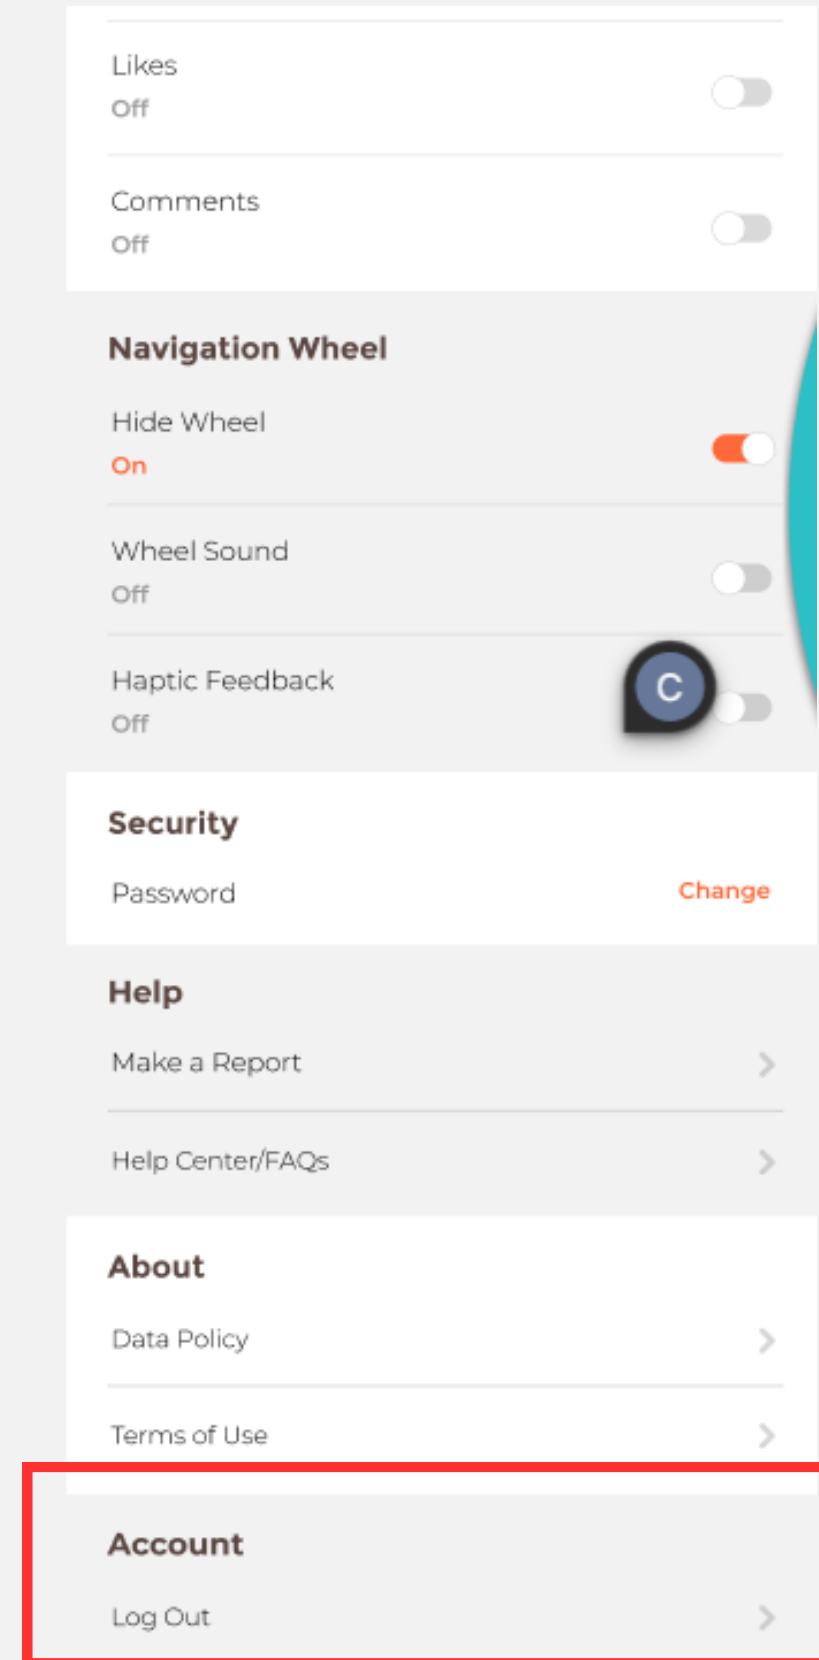 Likes
Off
Comments
Off
Navigation Wheel
Hide Wheel
On
Wheel Sound
Off
Haptic Feedback
Off
C
Security
Password
Change
Help
Make a Report
Help Center/FAQs
About
Data Policy
Terms of Use
Account
Log Out